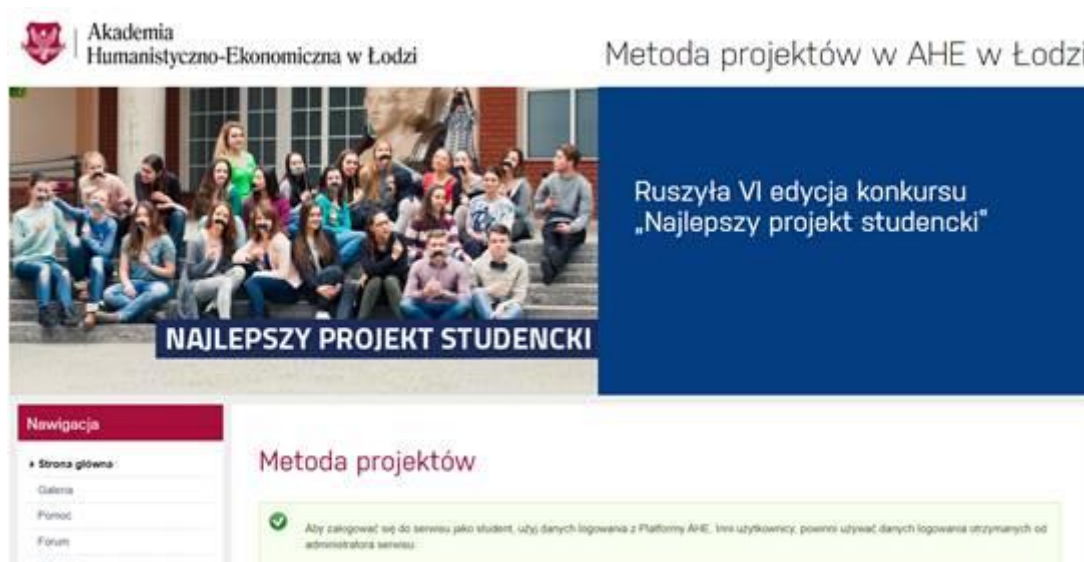 Akademia
Humanistyczno-Ekonomiczna w Łodzi
Metoda projektów w AHE w Łodzi
Ruszyła VI edycja konkursu
„Najlepszy projekt studencki"
NAJLEPSZY PROJEKT STUDENCKI
Nawigacja
Strona główna
Galeria
Pomoc
Forum
Metoda projektów
Aby zalogować się do serwisu jako student, użyj danych logowania z Platformy AHE. Inni użytkownicy, powinni używać danych logowania otrzymanych od
administratora serwisu.